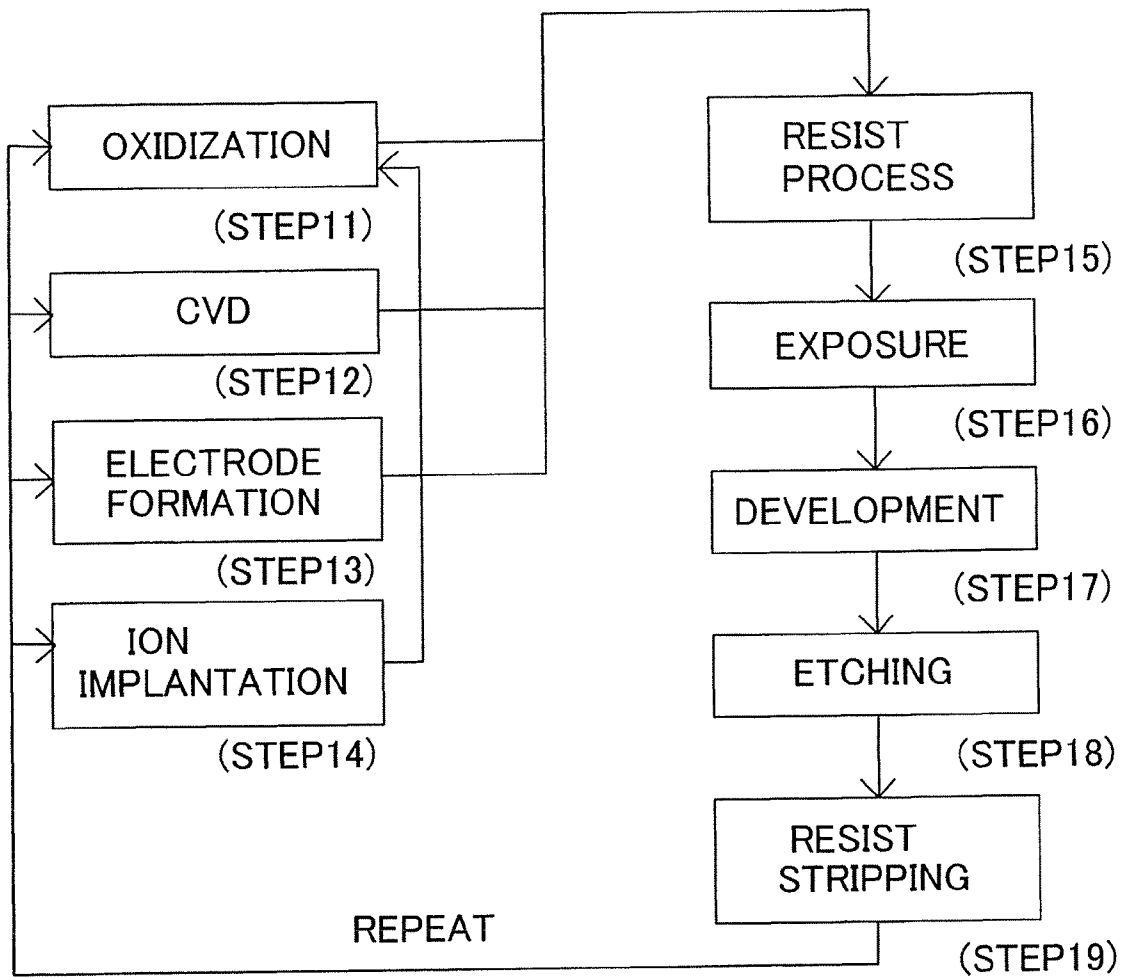 OXIDIZATION
(STEP11)
CVD
(STEP12)
ELECTRODE
FORMATION
(STEP13)
ION
IMPLANTATION
(STEP14)
RESIST
PROCESS
(STEP15)
EXPOSURE
(STEP16)
DEVELOPMENT
(STEP17)
ETCHING
(STEP18)
RESIST
STRIPPING
(STEP19)
REPEAT